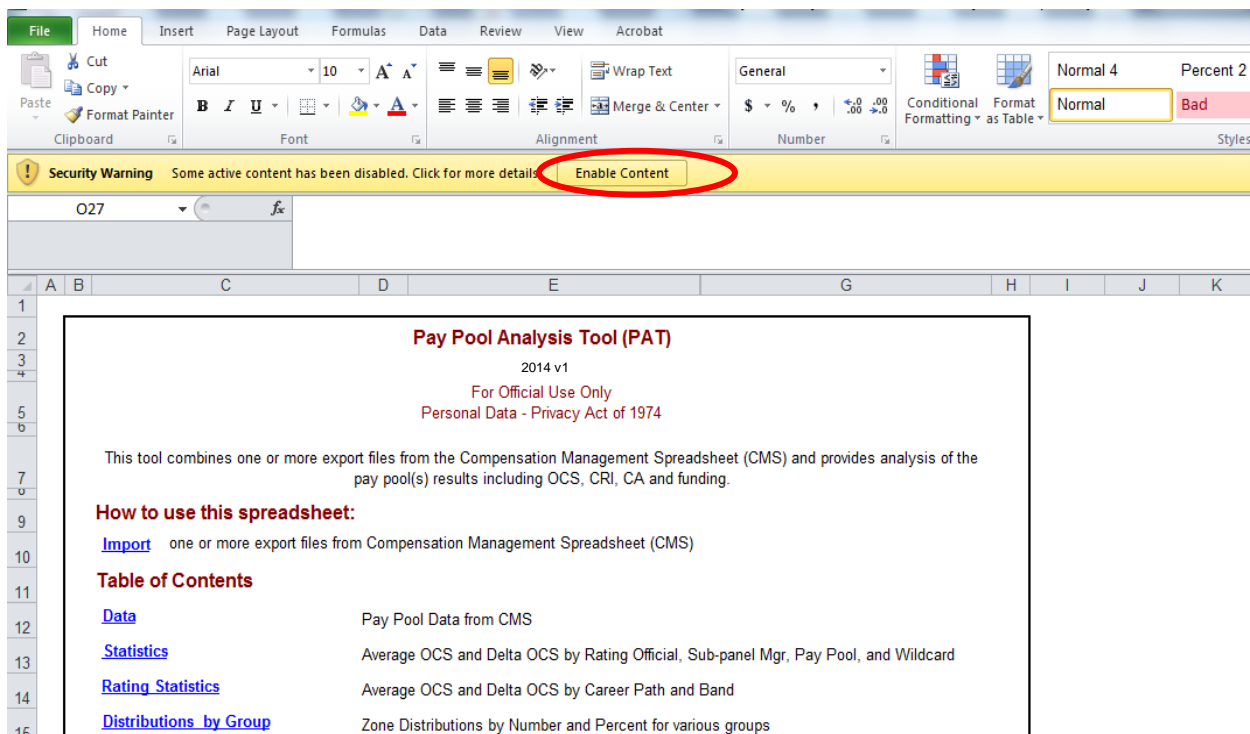 File Home Insert Page Layout Formulas Data Review View Acrobat
Cut
Copy
Format Painter
Paste
Clipboard
Arial 10 A A
B I U A
Font
Wrap Text
Merge & Center
Alignment
General
$ % , .0 .00 .00 .0
Number
Conditional Formatting
Format as Table
Normal 4 Percent 2
Normal Bad
Styles
! Security Warning Some active content has been disabled. Click for more details. Enable Content
O27 fx
A B C D E G H I J K
1
2 Pay Pool Analysis Tool (PAT)
3 2014 v1
4
For Official Use Only
5 Personal Data - Privacy Act of 1974
6
This tool combines one or more export files from the Compensation Management Spreadsheet (CMS) and provides analysis of the
7 pay pool(s) results including OCS, CRI, CA and funding.
8
9 How to use this spreadsheet:
10 Import one or more export files from Compensation Management Spreadsheet (CMS)
11 Table of Contents
12 Data Pay Pool Data from CMS
13 Statistics Average OCS and Delta OCS by Rating Official, Sub-panel Mgr, Pay Pool, and Wildcard
14 Rating Statistics Average OCS and Delta OCS by Career Path and Band
15 Distributions by Group Zone Distributions by Number and Percent for various groups